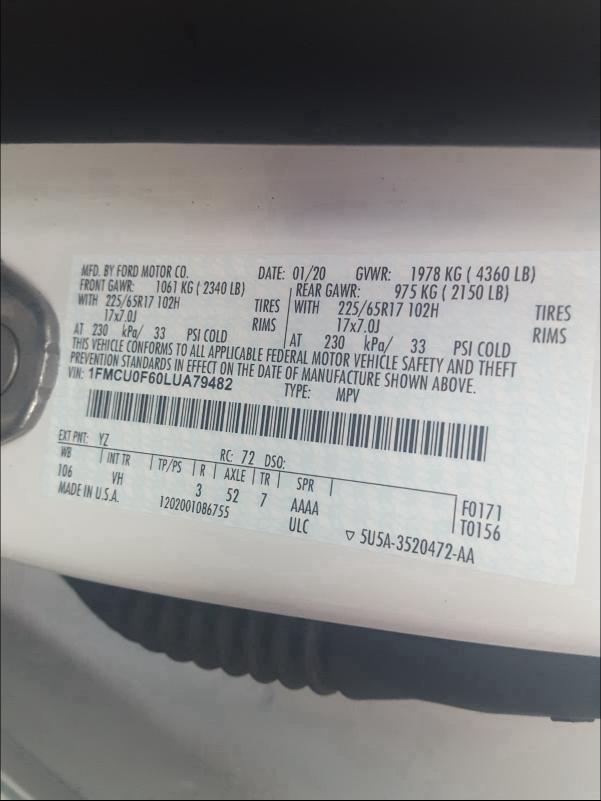 MFD. BY FORD MOTOR CO. DATE: 01/20 GVWR: 1978 KG ( 4360 LB)
FRONT GAWR: 1061 KG ( 2340 LB) REAR GAWR: 975 KG ( 2150 LB)
WITH 225/65R17 102H TIRES WITH 225/65R17 102H TIRES
17x7.0J RIMS 17x7.0J RIMS
AT 230 kPa/ 33 PSI COLD AT 230 kPa/ 33 PSI COLD
THIS VEHICLE CONFORMS TO ALL APPLICABLE FEDERAL MOTOR VEHICLE SAFETY AND THEFT
PREVENTION STANDARDS IN EFFECT ON THE DATE OF MANUFACTURE SHOWN ABOVE.
VIN: 1FMCU0F60LUA79482 TYPE: MPV
EXT PNT: YZ RC: 72 DSO:
WB INT TR TP/PS R AXLE TR SPR
106 VH 3 52 7 AAAA F0171
MADE IN U.S.A. 1202001086755 ULC T0156
5U5A-3520472-AA